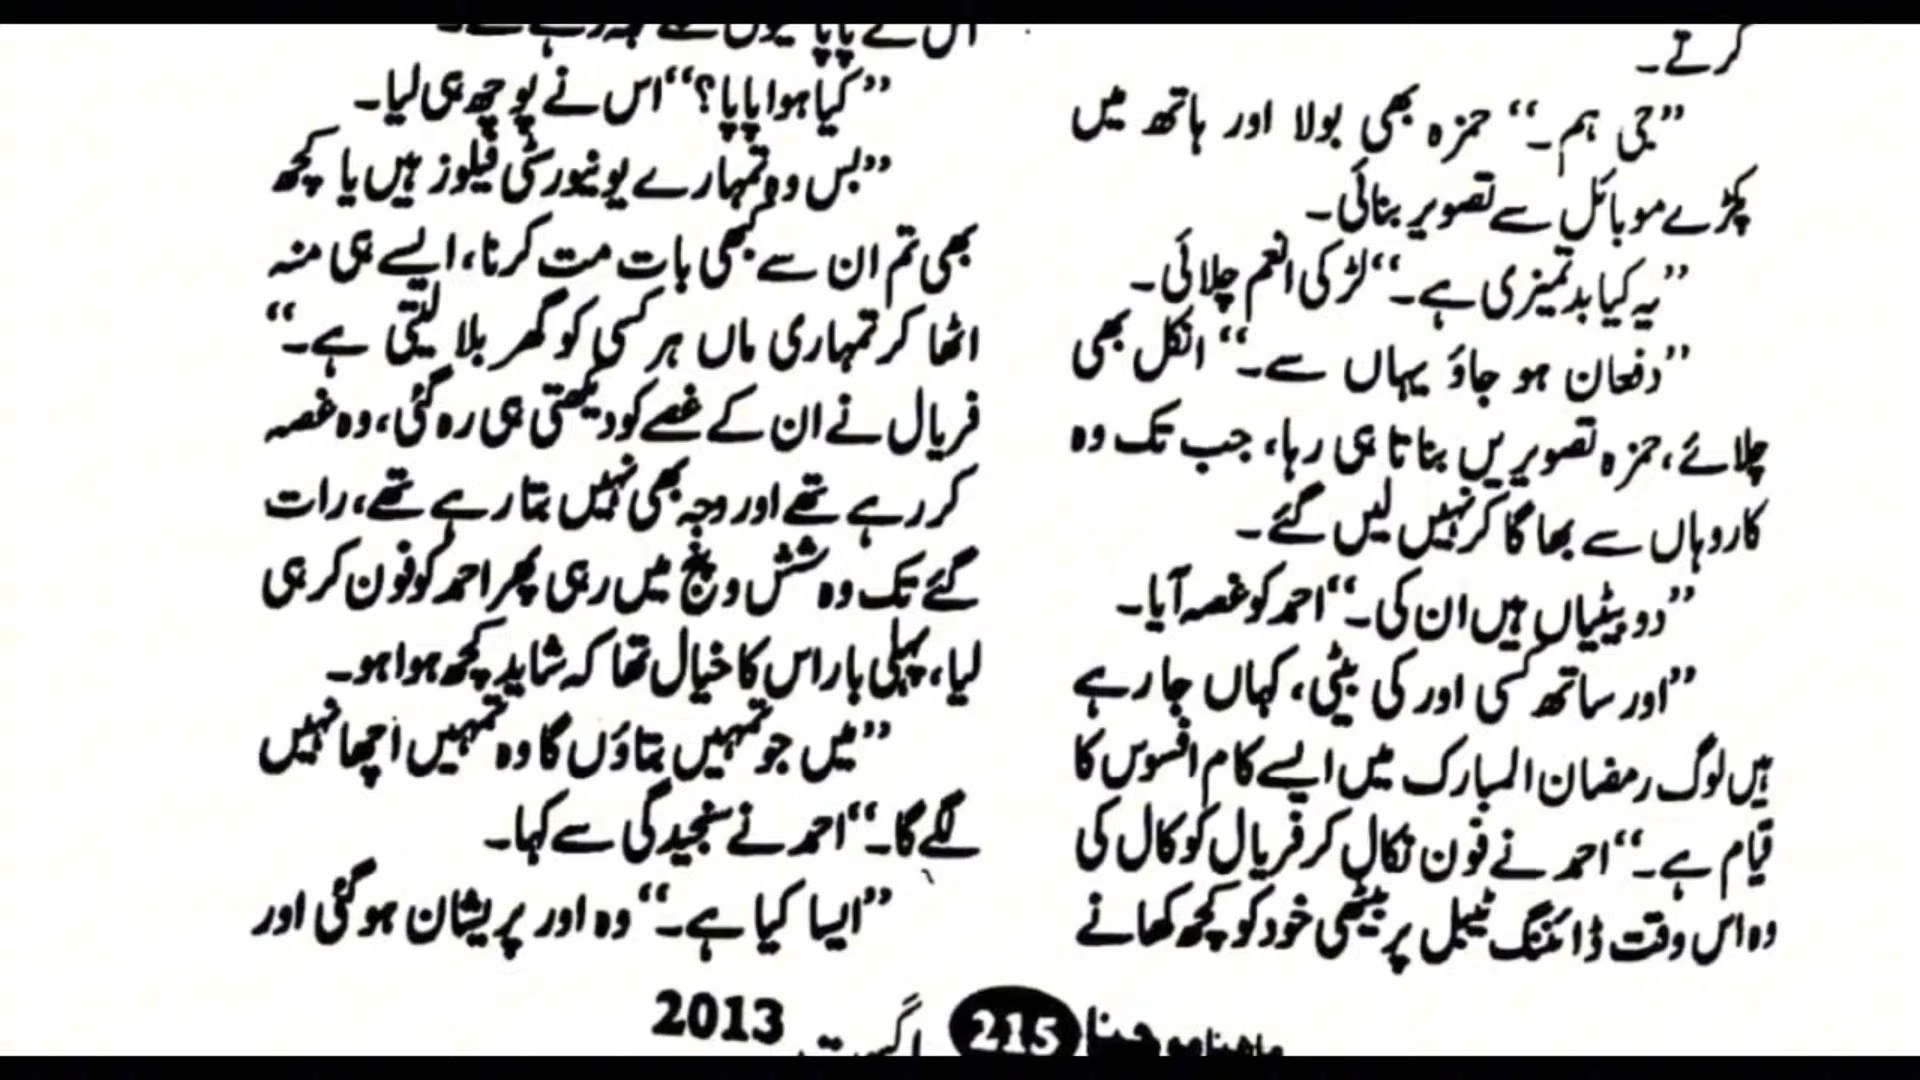 کرتے۔
”جی ہم۔“ حمزہ بھی بولا اور ہاتھ میں
پکڑے موبائل سے تصویر بنائی۔
”یہ کیا بدتمیزی ہے۔“ لڑکی انعم چلائی۔
”دفعان ہو جاؤ یہاں سے۔“ انکل بھی
چلائے، حمزہ تصویریں بناتا ہی رہا، جب تک وہ
کار وہاں سے بھاگا کر نہیں لیں گئے۔
”دو بیٹیاں ہیں ان کی۔“ احمد کو غصہ آیا۔
”اور ساتھ کسی اور کی بیٹی، کہاں جا رہے
ہیں لوگ رمضان المبارک میں ایسے کام افسوس کا
قیام ہے۔“ احمد نے فون نکال کر فریال کو کال کی
وہ اس وقت ڈائننگ ٹیبل پر بیٹھی خود کو کچھ کھانے
اس کے پاپا
”کیا ہوا پاپا؟“ اس نے پوچھ ہی لیا۔
”بس وہ تمہارے یونیورسٹی فیلوز ہیں یا کچھ
بھی تم ان سے کبھی بات مت کرنا، ایسے ہی منہ
اٹھا کر تمہاری ماں ہر کسی کو گھر بلا لیتی ہے۔“
فریال نے ان کے غصے کو دیکھتی ہی رہ گئی، وہ غصہ
کر رہے تھے اور وجہ بھی نہیں بتا رہے تھے، رات
گئے تک وہ شش و پنج میں رہی پھر احمد کو فون کر ہی
لیا، پہلی بار اس کا خیال تھا کہ شاید کچھ ہوا ہو۔
”میں جو تمہیں بتاؤں گا وہ تمہیں اچھا نہیں
لگے گا۔“ احمد نے سنجیدگی سے کہا۔
”ایسا کیا ہے۔“ وہ اور پریشان ہو گئی اور
ماہنامہ حنا 215 اگست 2013